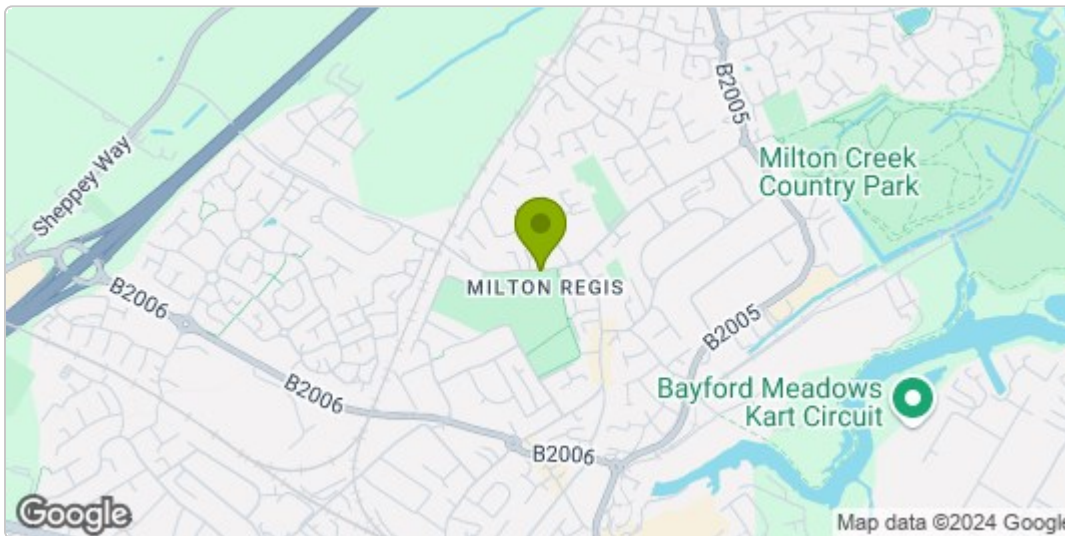 B2005
Milton Creek
Country Park
Sheppey Way
MILTON REGIS
B2006
B2005
B2006
Bayford Meadows
Kart Circuit
B2006
Google
Map data ©2024 Google